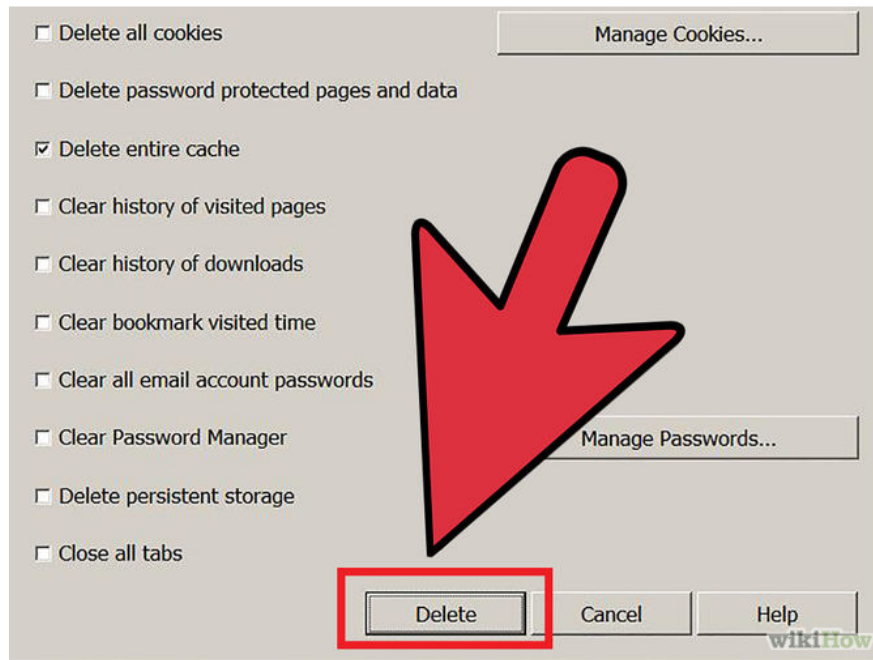 Delete all cookies
Manage Cookies...
Delete password protected pages and data
Delete entire cache
Clear history of visited pages
Clear history of downloads
Clear bookmark visited time
Clear all email account passwords
Clear Password Manager
Manage Passwords...
Delete persistent storage
Close all tabs
Delete
Cancel
Help
wikiHow